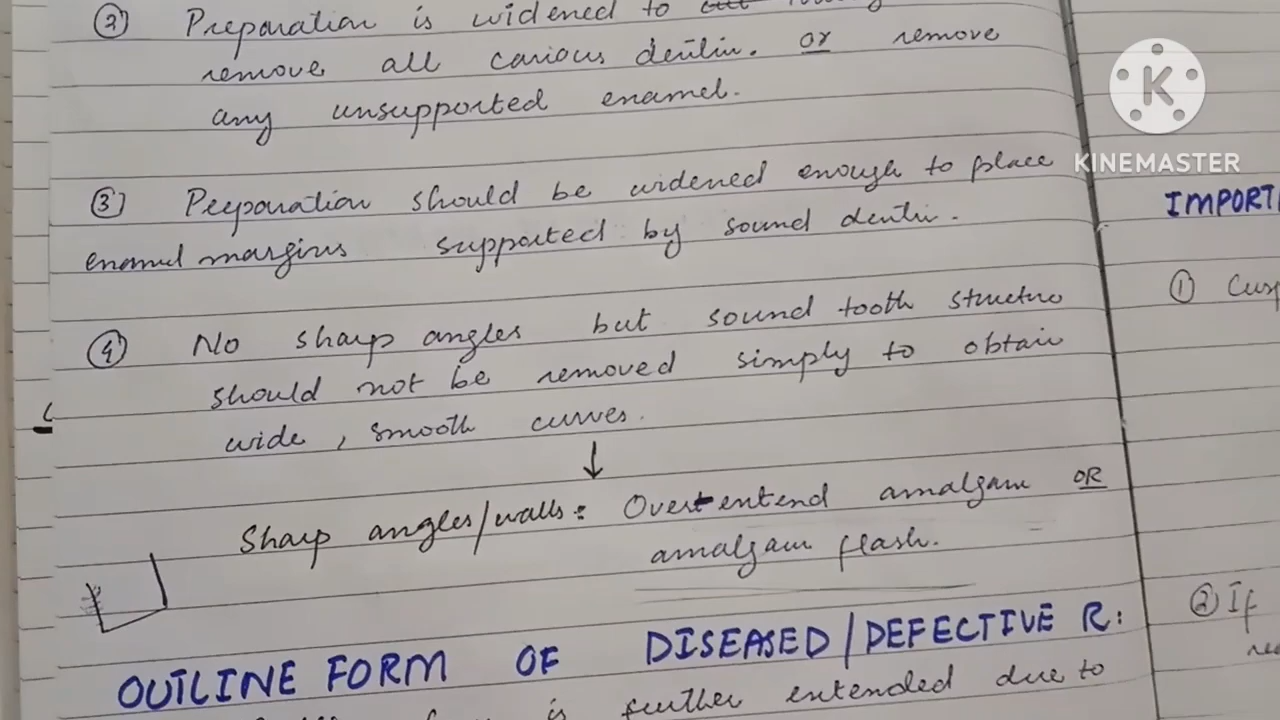 ② Preparation is widened to
remove all carious dentin. or remove
any unsupported enamel.
③ Preparation should be widened enough to place
enamel margins supported by sound dentin.
④ No sharp angles but sound tooth structure
should not be removed simply to obtain
wide, smooth curves.
↓
Sharp angles/walls: Overextend amalgam OR
amalgam flash.
OUTLINE FORM OF DISEASED/DEFECTIVE R:
is further extended due to
K
KINEMASTER
IMPORT
① Cusp
② If